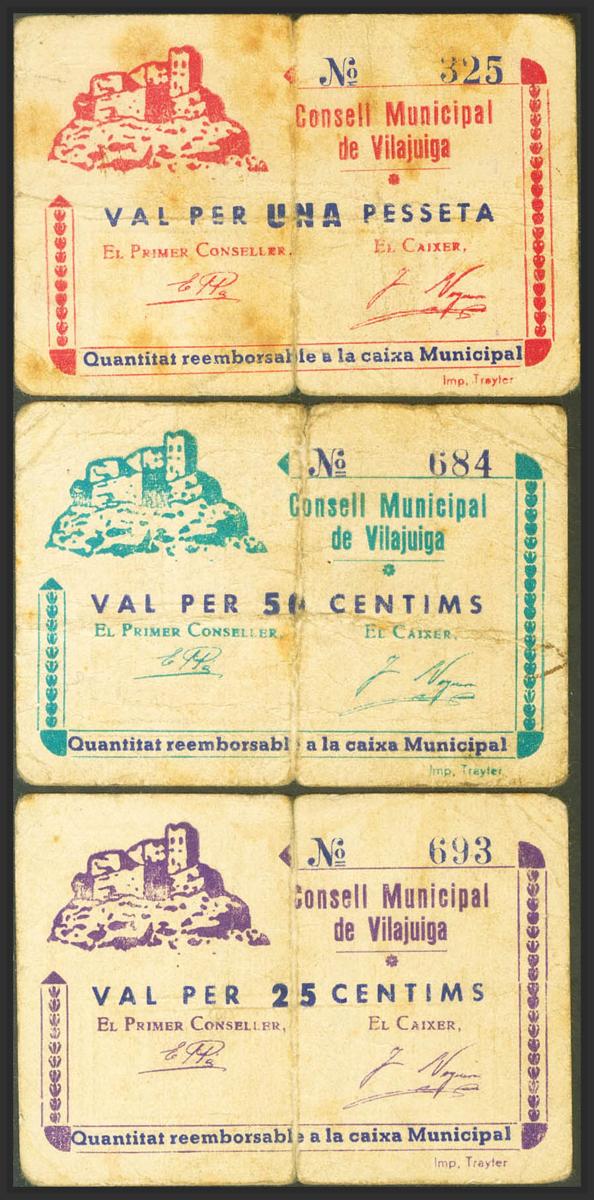 Nº 325
Consell Municipal
de Vilajuiga
VAL PER UNA PESSETA
EL PRIMER CONSELLER, EL CAIXER,
Quantitat reemborsable a la caixa Municipal
Imp. Trayter
Nº 684
Consell Municipal
de Vilajuiga
VAL PER 50 CENTIMS
EL PRIMER CONSELLER, EL CAIXER,
Quantitat reemborsable a la caixa Municipal
Imp. Trayter
Nº 693
Consell Municipal
de Vilajuiga
VAL PER 25 CENTIMS
EL PRIMER CONSELLER, EL CAIXER,
Quantitat reemborsable a la caixa Municipal
Imp. Trayter